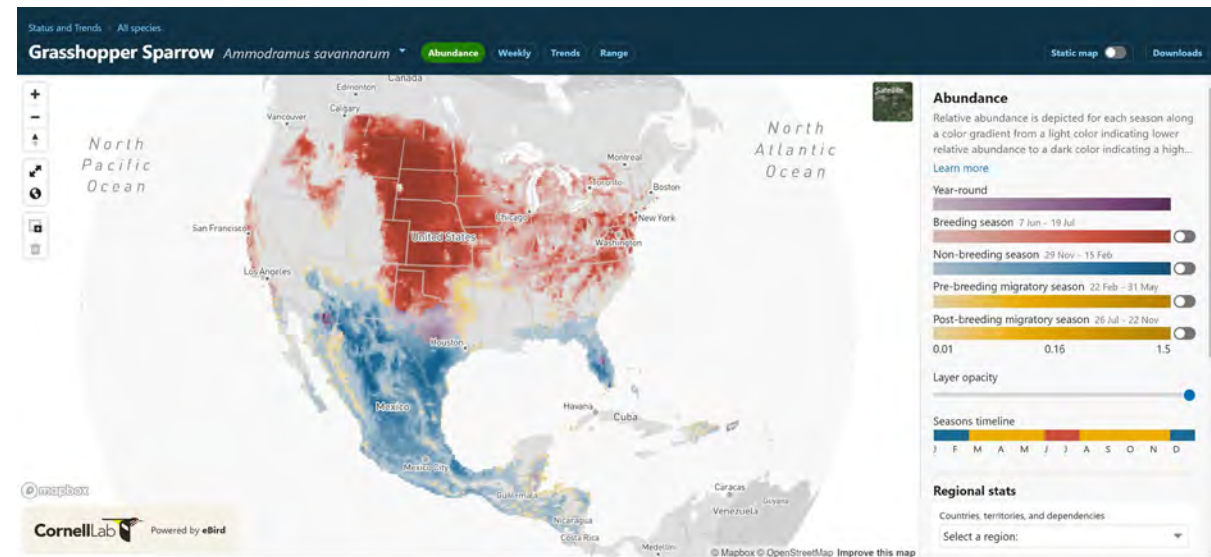 Status and Trends All species
Grasshopper Sparrow Ammodramus savannarum Abundance Weekly Trends Range
Static map Downloads
Canada
Edmonton
Calgary
Vancouver
Satellite
North
Pacific
Ocean
North
Atlantic
Ocean
Montreal
Toronto
Boston
Chicago
New York
San Francisco
United States
Washington
Los Angeles
Houston
Mexico
Havana
Cuba
Mexico City
Guatemala
Caracas
Guyana
Venezuela
Nicaragua
Costa Rica
Medellín
mapbox
CornellLab Powered by eBird
© Mapbox © OpenStreetMap Improve this map
Abundance
Relative abundance is depicted for each season along
a color gradient from a light color indicating lower
relative abundance to a dark color indicating a high...
Learn more
Year-round
Breeding season 7 Jun - 19 Jul
Non-breeding season 29 Nov - 15 Feb
Pre-breeding migratory season 22 Feb - 31 May
Post-breeding migratory season 26 Jul - 22 Nov
0.01 0.16 1.5
Layer opacity
Seasons timeline
J F M A M J J A S O N D
Regional stats
Countries, territories, and dependencies
Select a region: